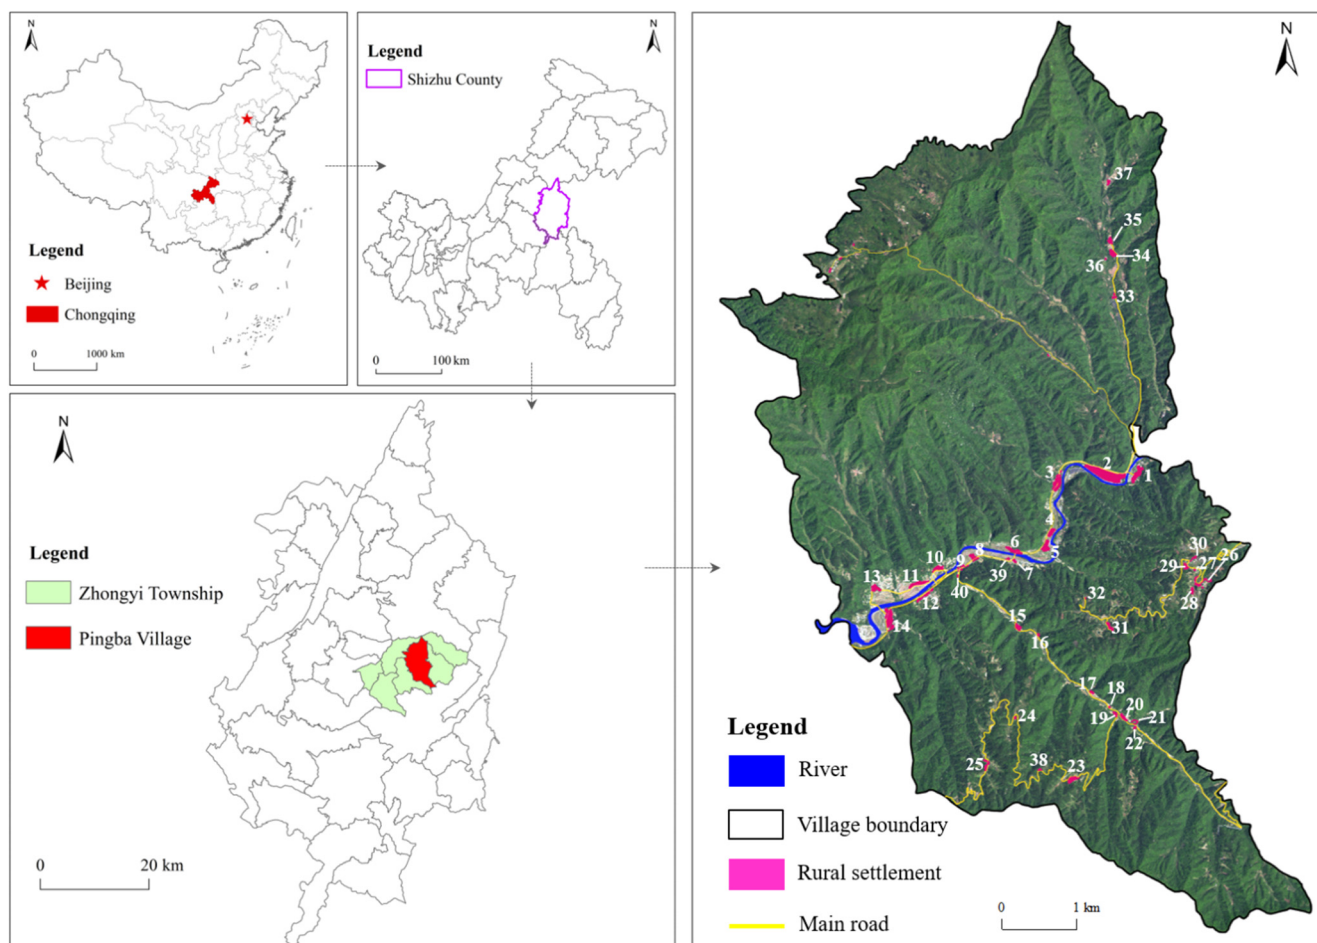 N
Legend
Beijing
Chongqing
0 1000 km
N
Legend
Shizhu County
0 100 km
N
Legend
Zhongyi Township
Pingba Village
0 20 km
N
37
35
34
36
33
2
3
1
4
5
6
8
9
10
39
7
40
11
13
12
14
30
26
27
29
28
32
31
15
16
17
18
20
21
19
22
24
25
38
23
Legend
River
Village boundary
Rural settlement
Main road
0 1 km